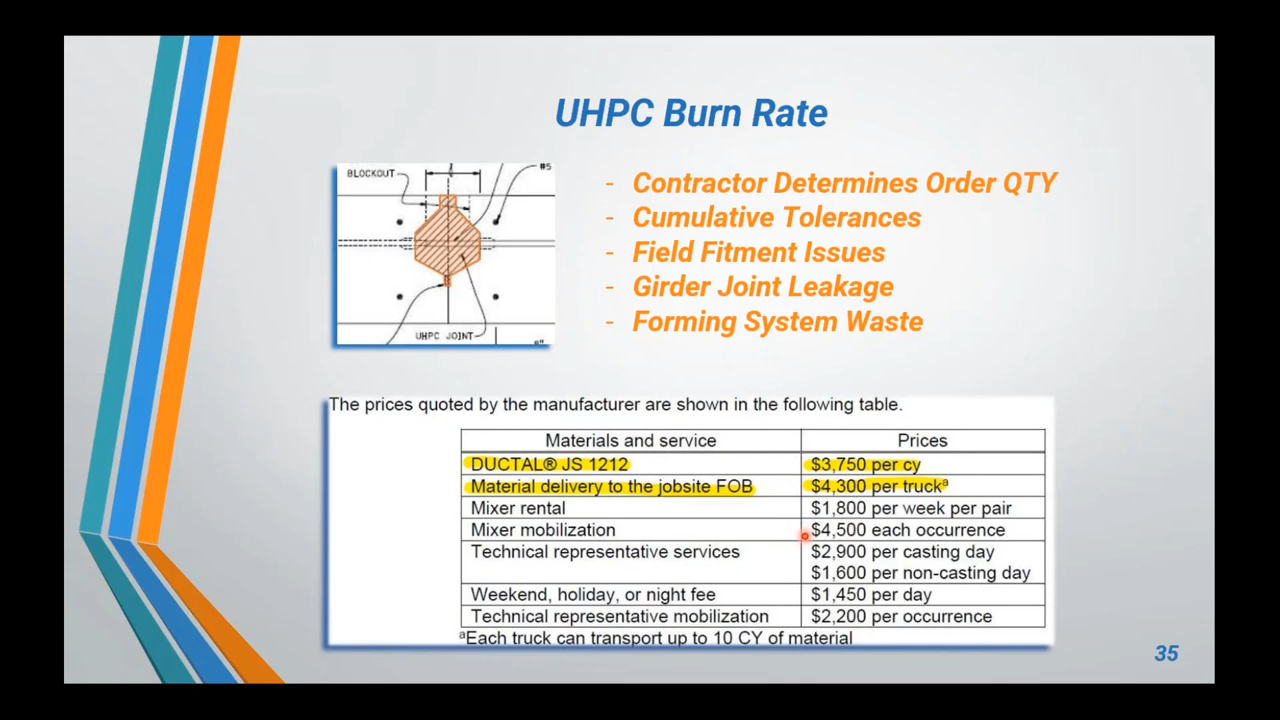 UHPC Burn Rate
BLOCKOUT
#5
UHPC JOINT
- Contractor Determines Order QTY
- Cumulative Tolerances
- Field Fitment Issues
- Girder Joint Leakage
- Forming System Waste
The prices quoted by the manufacturer are shown in the following table.
Materials and service Prices
DUCTAL® JS 1212 $3,750 per cy
Material delivery to the jobsite FOB $4,300 per truckª
Mixer rental $1,800 per week per pair
Mixer mobilization $4,500 each occurrence
Technical representative services $2,900 per casting day
$1,600 per non-casting day
Weekend, holiday, or night fee $1,450 per day
Technical representative mobilization $2,200 per occurrence
ªEach truck can transport up to 10 CY of material
35